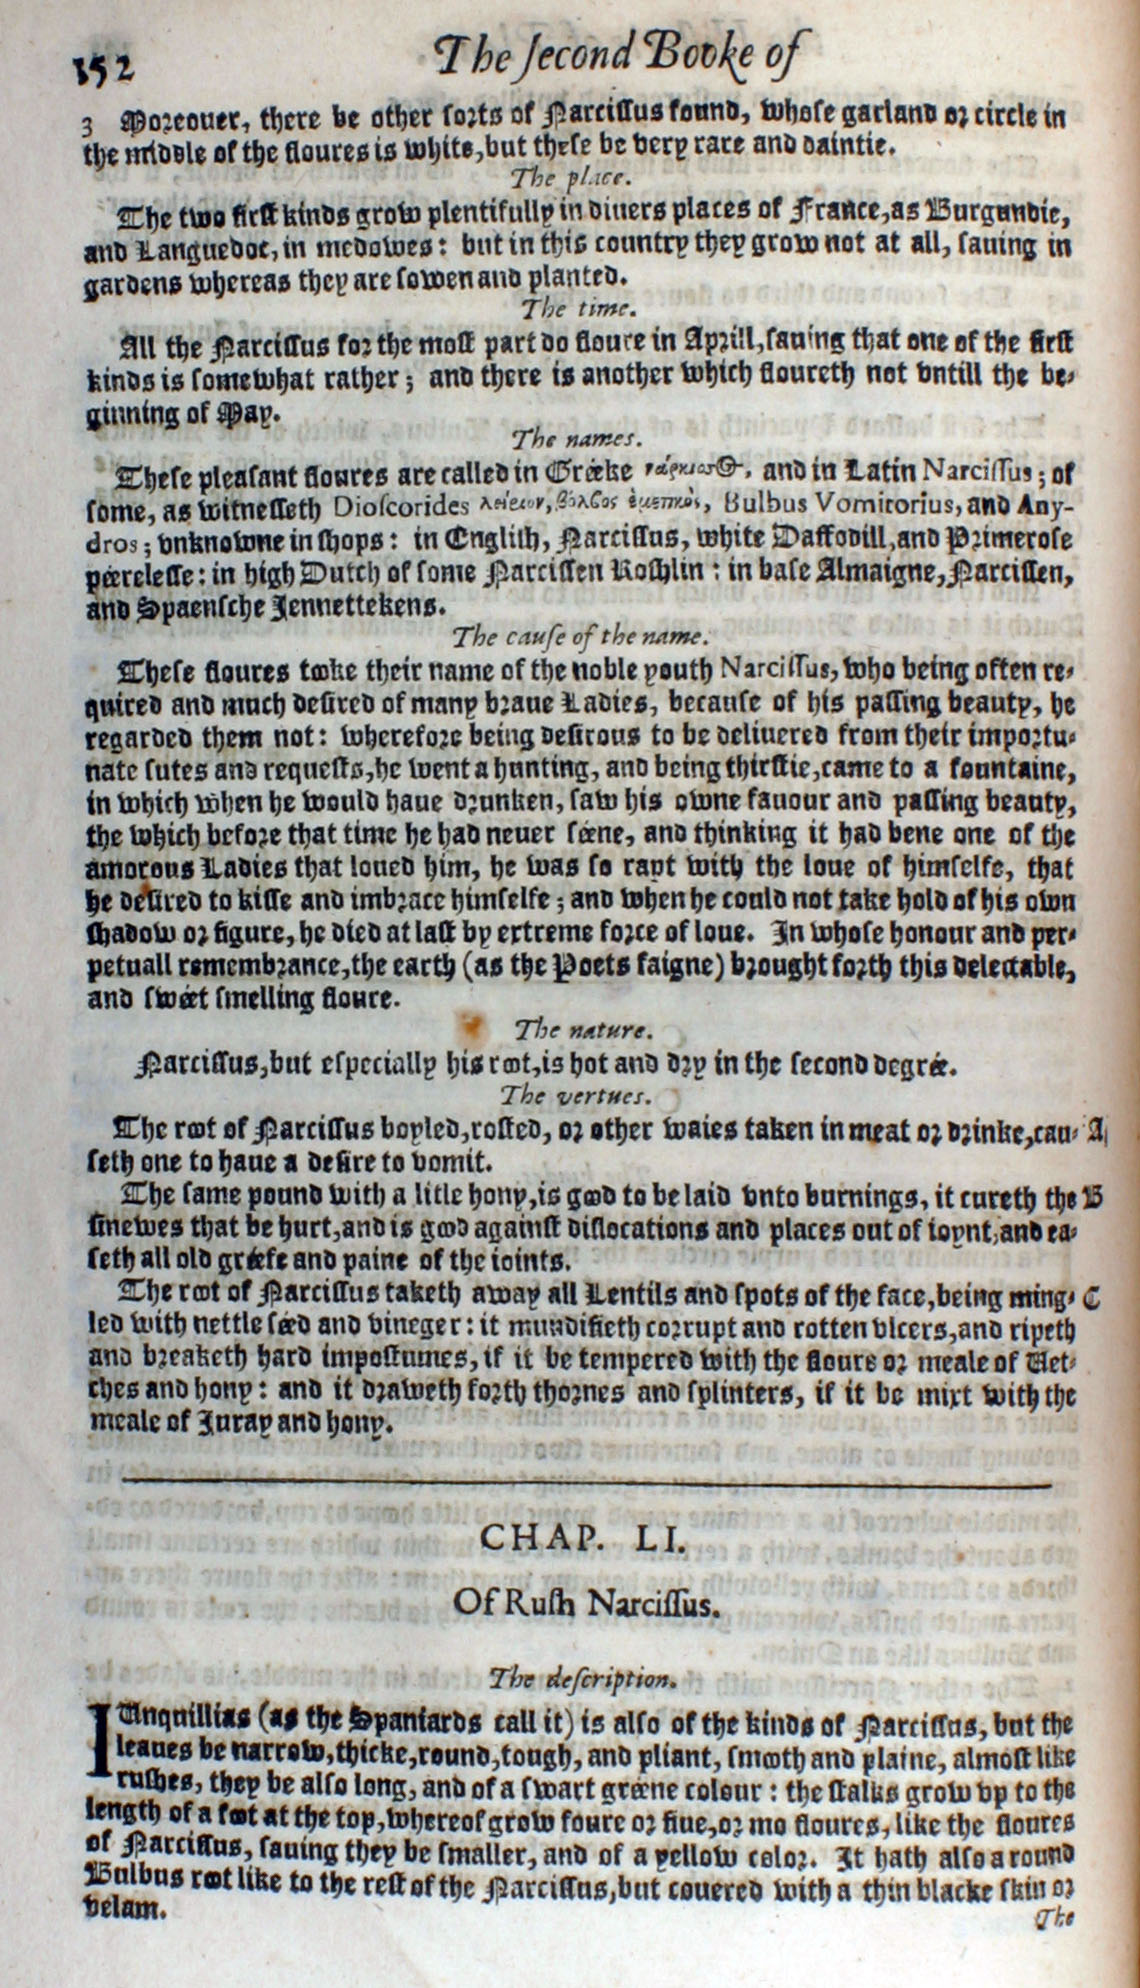 152 The ſecond Booke of
3 Moreouer, there be other ſorts of Narciſſus found, whoſe garland or circle in
the middle of the floures is white, but theſe be very rare and daintie.
The place.
The two firſt kinds grow plentifully in diuers places of France, as Burgundie,
and Languedoc, in medowes: but in this country they grow not at all, ſauing in
gardens whereas they are ſowen and planted.
The time.
All the Narciſſus for the moſt part do floure in Aprill, ſauing that one of the firſt
kinds is ſomewhat rather; and there is another which floureth not vntill the be-
ginning of May.
The names.
Theſe pleaſant floures are called in Greeke νάρκισσος, and in Latin Narciſſus; of
ſome, as witneſſeth Dioſcorides λείριον, βόλβος ἐμετικὸς, Bulbus Vomitorius, and Any-
dros; vnknowne in ſhops: in Engliſh, Narciſſus, white Daffodill, and Primeroſe
peereleſſe: in high Dutch of ſome Narciſſen Roſzlin: in baſe Almaigne, Narciſſen,
and Spaenſche Jennettekens.
The cauſe of the name.
Theſe floures tooke their name of the noble youth Narciſſus, who being often re-
quired and much deſired of many braue Ladies, becauſe of his paſſing beauty, he
regarded them not: wherefore being deſirous to be deliuered from their importu-
nate ſutes and requeſts, he went a hunting, and being thirſtie, came to a fountaine,
in which when he would haue drunken, ſaw his owne fauour and paſſing beauty,
the which before that time he had neuer ſeene, and thinking it had bene one of the
amorous Ladies that loued him, he was ſo rapt with the loue of himſelfe, that
he deſired to kiſſe and imbrace himſelfe; and when he could not take hold of his own
ſhadow or figure, he died at laſt by extreme force of loue. In whoſe honour and per-
petuall remembrance, the earth (as the Poets faigne) brought forth this delectable,
and ſweet ſmelling floure.
The nature.
Narciſſus, but eſpecially his root, is hot and dry in the ſecond degree.
The vertues.
The root of Narciſſus boyled, roſted, or other waies taken in meat or drinke, cau- A
ſeth one to haue a deſire to vomit.
The ſame pound with a litle hony, is good to be laid vnto burnings, it cureth the B
ſinewes that be hurt, and is good againſt diſlocations and places out of ioynt, and ea-
ſeth all old greefe and paine of the ioints.
The root of Narciſſus taketh away all Lentils and ſpots of the face, being ming- C
led with nettle ſeed and vineger: it mundifieth corrupt and rotten vlcers, and ripeth
and breaketh hard impoſtumes, if it be tempered with the floure or meale of Vet-
ches and hony: and it draweth forth thornes and ſplinters, if it be mixt with the
meale of Juray and hony.
CHAP. LI.
Of Ruſh Narciſſus.
The deſcription.
IUnquillias (as the Spaniards call it) is alſo of the kinds of Narciſſus, but the
leaues be narrow, thicke, round, tough, and pliant, ſmooth and plaine, almoſt like
ruſhes, they be alſo long, and of a ſwart greene colour: the ſtalks grow vp to the
length of a foot at the top, whereof grow foure or fiue, or mo floures, like the floures
of Narciſſus, ſauing they be ſmaller, and of a yellow color. It hath alſo a round
Bulbus root like to the reſt of the Narciſſus, but couered with a thin blacke ſkin or
velam.
The